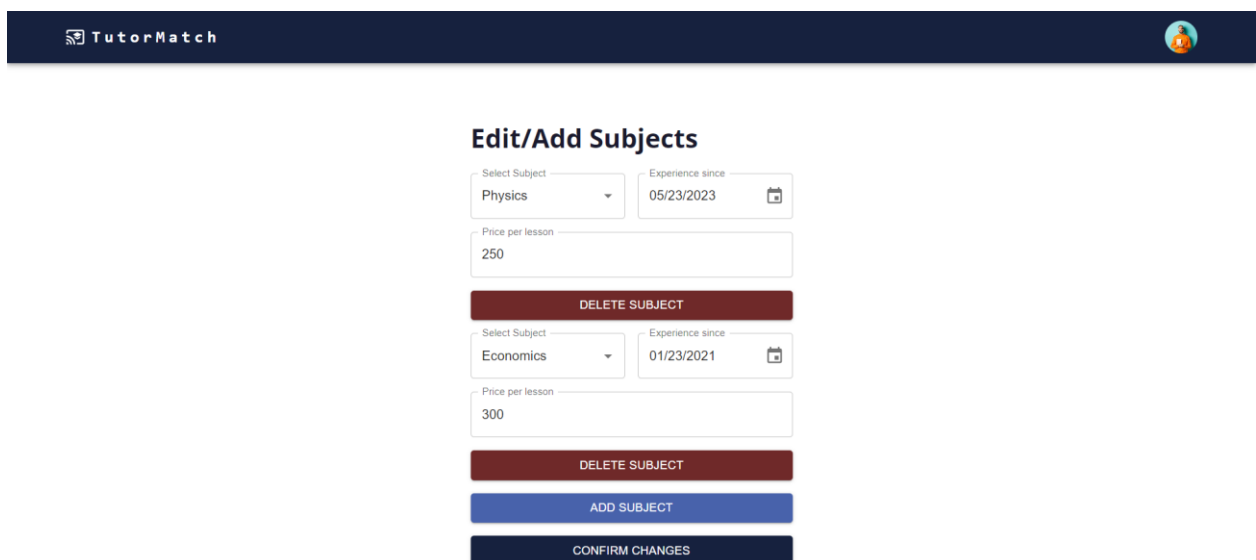 TutorMatch
Edit/Add Subjects
Select Subject
Experience since
Physics
05/23/2023
Price per lesson
250
DELETE SUBJECT
Select Subject
Experience since
Economics
01/23/2021
Price per lesson
300
DELETE SUBJECT
ADD SUBJECT
CONFIRM CHANGES